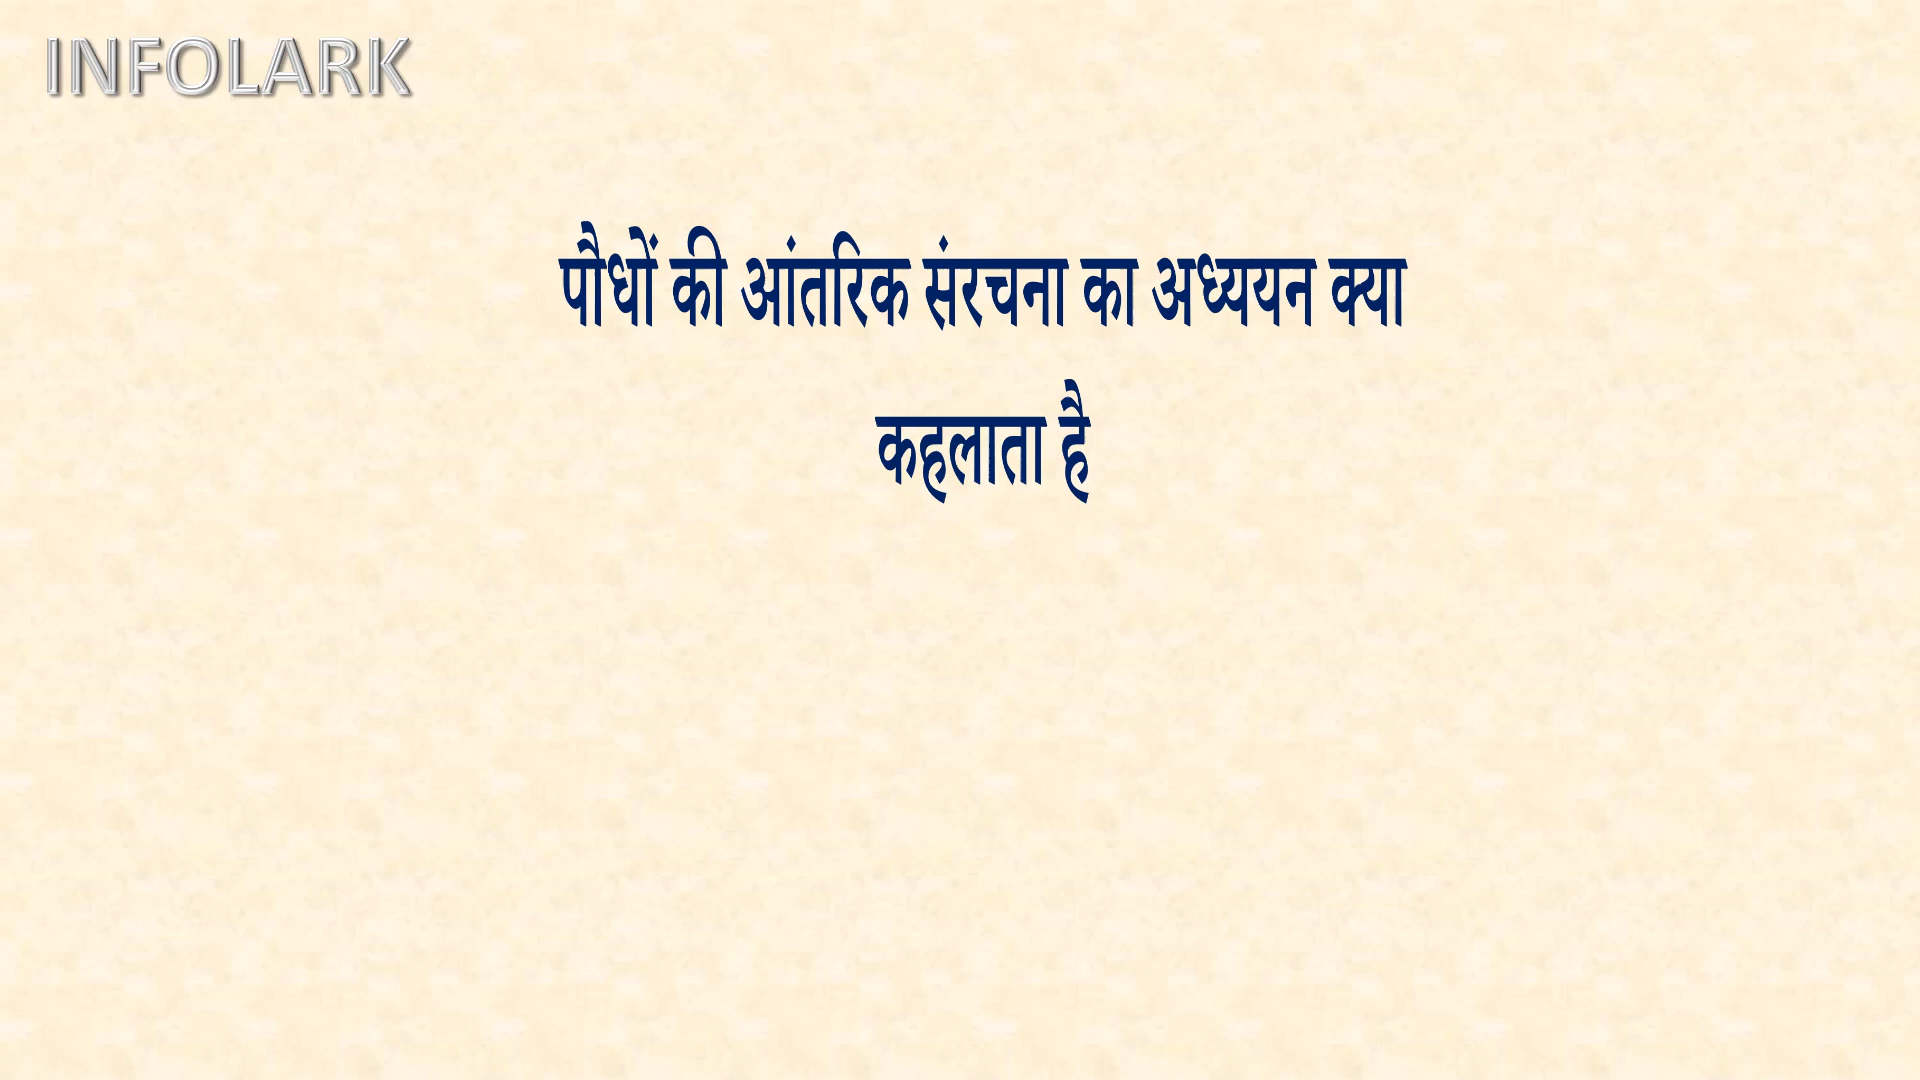 INFOLARK
पौधों की आंतरिक संरचना का अध्ययन क्या
कहलाता है